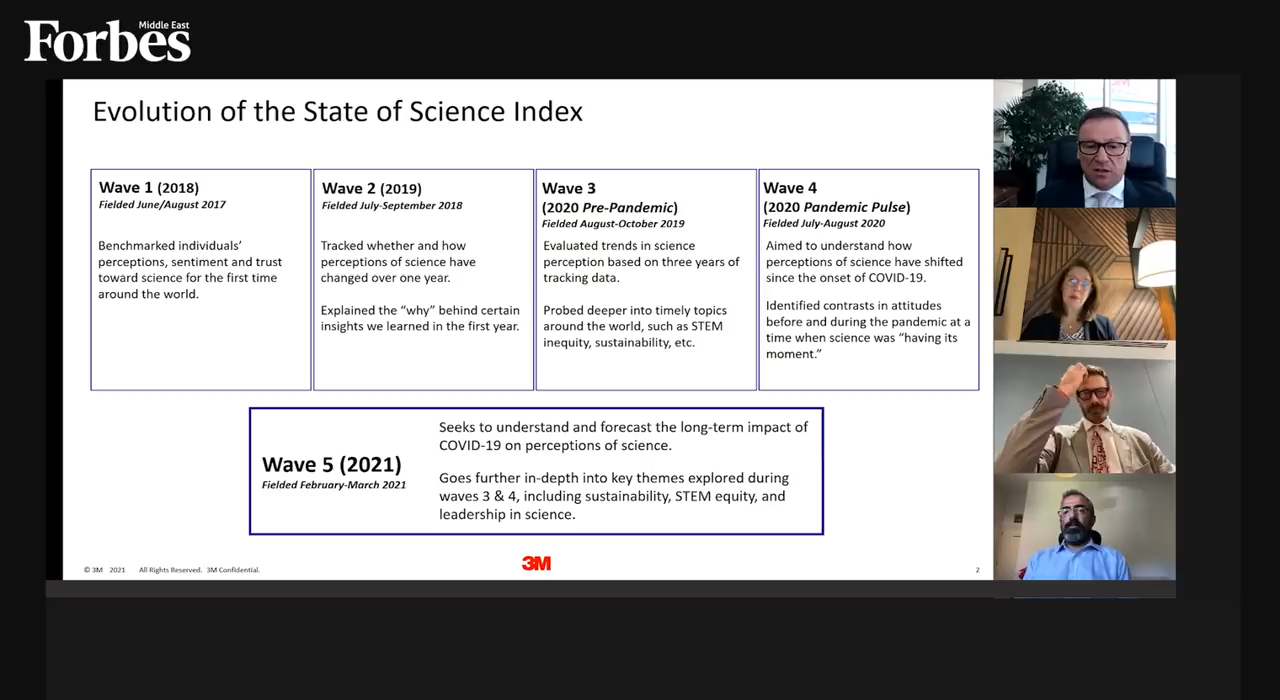 Middle East
Forbes
Evolution of the State of Science Index
Wave 1 (2018)
Fielded June/August 2017
Benchmarked individuals’
perceptions, sentiment and trust
toward science for the first time
around the world.
Wave 2 (2019)
Fielded July-September 2018
Tracked whether and how
perceptions of science have
changed over one year.
Explained the “why” behind certain
insights we learned in the first year.
Wave 3
(2020 Pre-Pandemic)
Fielded August-October 2019
Evaluated trends in science
perception based on three years of
tracking data.
Probed deeper into timely topics
around the world, such as STEM
inequity, sustainability, etc.
Wave 4
(2020 Pandemic Pulse)
Fielded July-August 2020
Aimed to understand how
perceptions of science have shifted
since the onset of COVID-19.
Identified contrasts in attitudes
before and during the pandemic at a
time when science was “having its
moment.”
Wave 5 (2021)
Fielded February-March 2021
Seeks to understand and forecast the long-term impact of
COVID-19 on perceptions of science.
Goes further in-depth into key themes explored during
waves 3 & 4, including sustainability, STEM equity, and
leadership in science.
© 3M 2021 All Rights Reserved. 3M Confidential.
3M
2